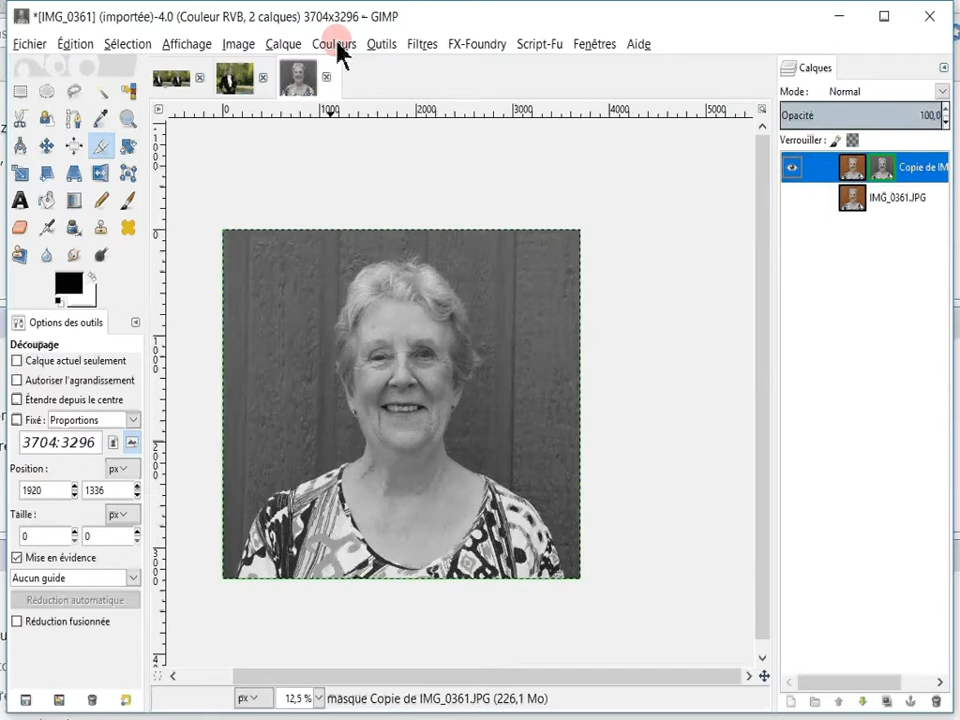 *[IMG_0361] (importée)-4.0 (Couleur RVB, 2 calques) 3704x3296 – GIMP
Fichier Édition Sélection Affichage Image Calque Couleurs Outils Filtres FX-Foundry Script-Fu Fenêtres Aide
Calques
Mode : Normal
Opacité 100,0
Verrouiller :
Copie de IM
IMG_0361.JPG
0 1000 2000 3000 4000 5000
Options des outils
Découpage
Calque actuel seulement
Autoriser l'agrandissement
Étendre depuis le centre
Fixé : Proportions
3704:3296
Position : px
1920 1336
Taille : px
0 0
Mise en évidence
Aucun guide
Réduction automatique
Réduction fusionnée
px 12,5 % masque Copie de IMG_0361.JPG (226,1 Mo)